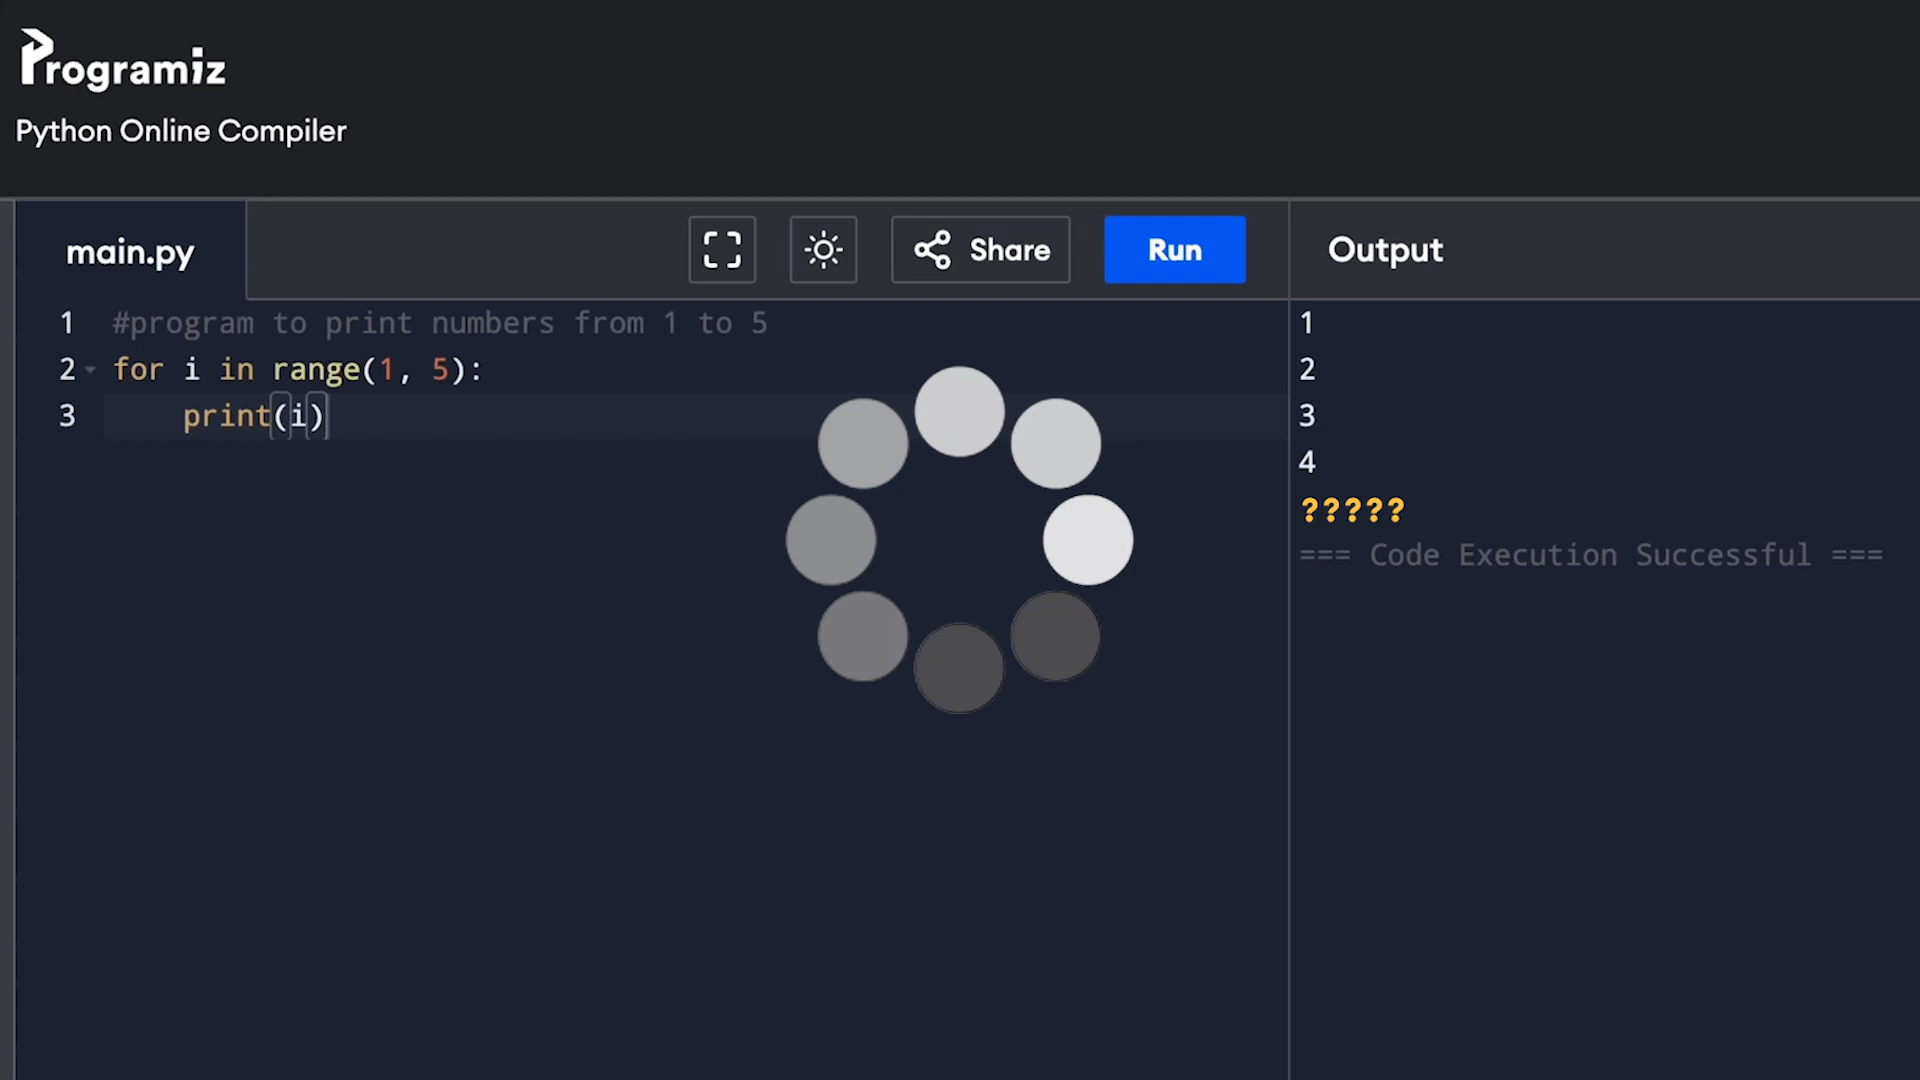 Programiz
Python Online Compiler
main.py
Share
Run
Output
1 #program to print numbers from 1 to 5
2 for i in range(1, 5):
3     print(i)
1
2
3
4
?????
=== Code Execution Successful ===